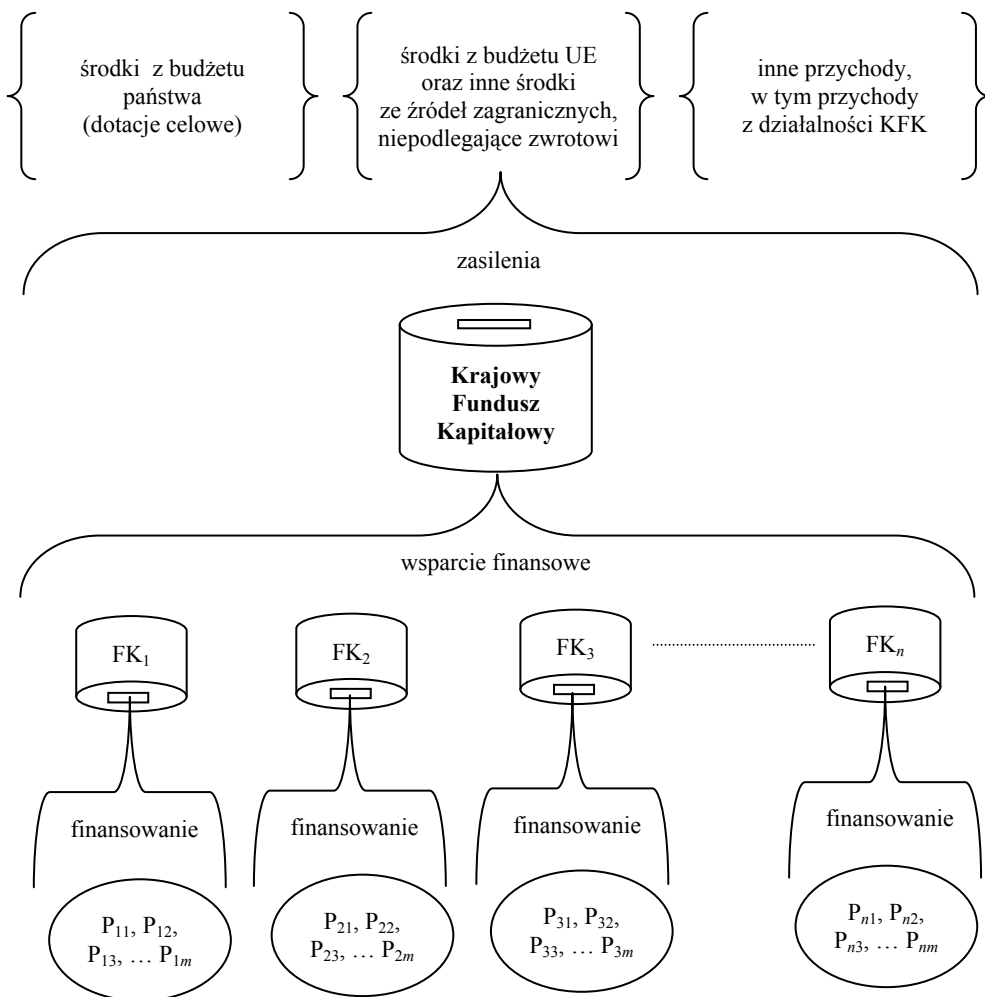 środki z budżetu
państwa
(dotacje celowe)
środki z budżetu UE
oraz inne środki
ze źródeł zagranicznych,
niepodlegające zwrotowi
inne przychody,
w tym przychody
z działalności KFK
zasilenia
Krajowy
Fundusz
Kapitałowy
wsparcie finansowe
FK₁
FK₂
FK₃
FKₙ
finansowanie
finansowanie
finansowanie
finansowanie
P₁₁, P₁₂,
P₁₃, … P₁ₘ
P₂₁, P₂₂,
P₂₃, … P₂ₘ
P₃₁, P₃₂,
P₃₃, … P₃ₘ
Pₙ₁, Pₙ₂,
Pₙ₃, … Pₙₘ